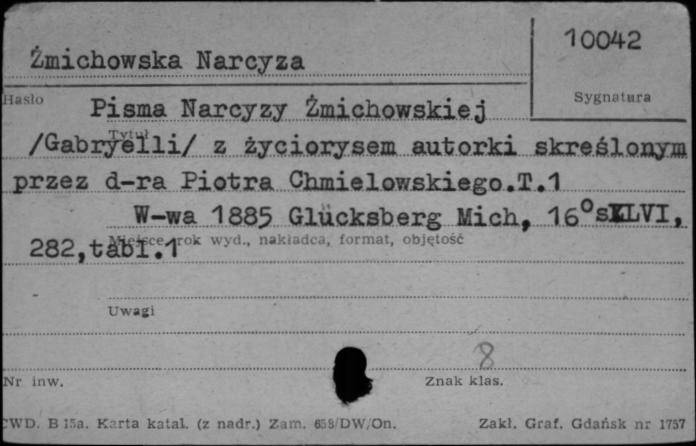 10042
Żmichowska Narcyza
Hasło
Sygnatura
Pisma Narcyzy Żmichowskiej
Tytuł
/Gabryelli/ z życiorysem autorki skreślonym
przez d-ra Piotra Chmielowskiego.T.1
W-wa 1885 Glücksberg Mich, 16°sXLVI,
Miejsce, rok wyd., nakładca, format, objętość
282,tabl.1
Uwagi
8
Nr inw.
Znak klas.
CWD. B 15a. Karta katal. (z nadr.) Zam. 658/DW/On.
Zakł. Graf. Gdańsk nr 1757